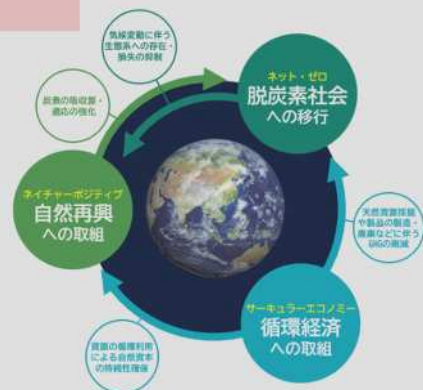 気候変動に伴う
生態系への存在・
損失の抑制
ネット・ゼロ
脱炭素社会
への移行
炭素の吸収源・
適応の強化
ネイチャーポジティブ
自然再興
への取組
天然資源採掘
や製品の製造・
廃棄などに伴う
GHGの削減
サーキュラーエコノミー
循環経済
への取組
資源の循環利用
による自然資本
の持続性確保